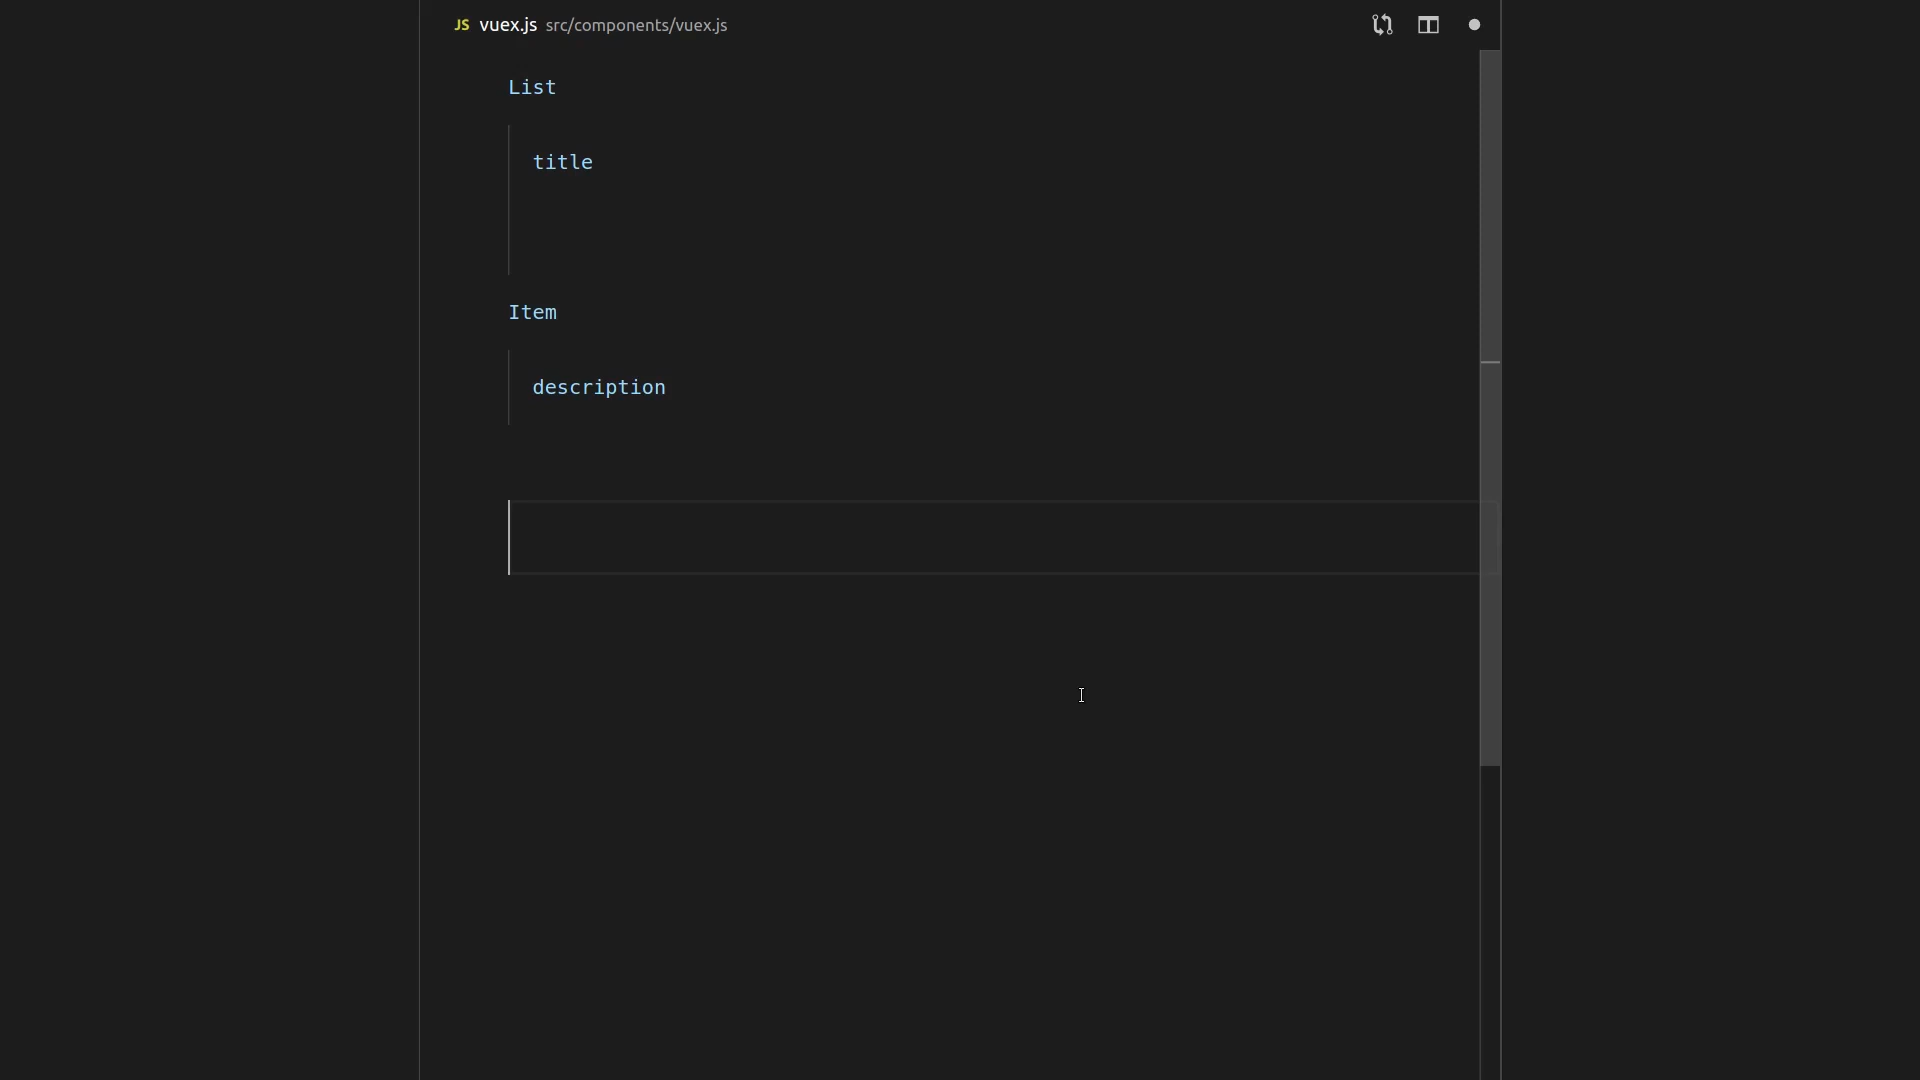 JS vuex.js src/components/vuex.js
List
title
Item
description